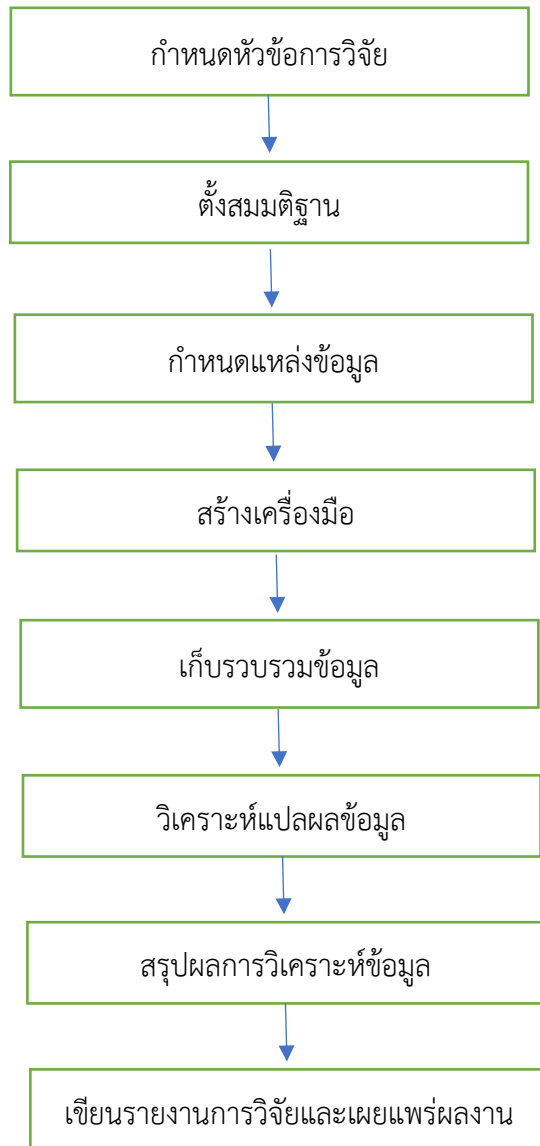 กำหนดหัวข้อการวิจัย
ตั้งสมมติฐาน
กำหนดแหล่งข้อมูล
สร้างเครื่องมือ
เก็บรวบรวมข้อมูล
วิเคราะห์แปลผลข้อมูล
สรุปผลการวิเคราะห์ข้อมูล
เขียนรายงานการวิจัยและเผยแพร่ผลงาน